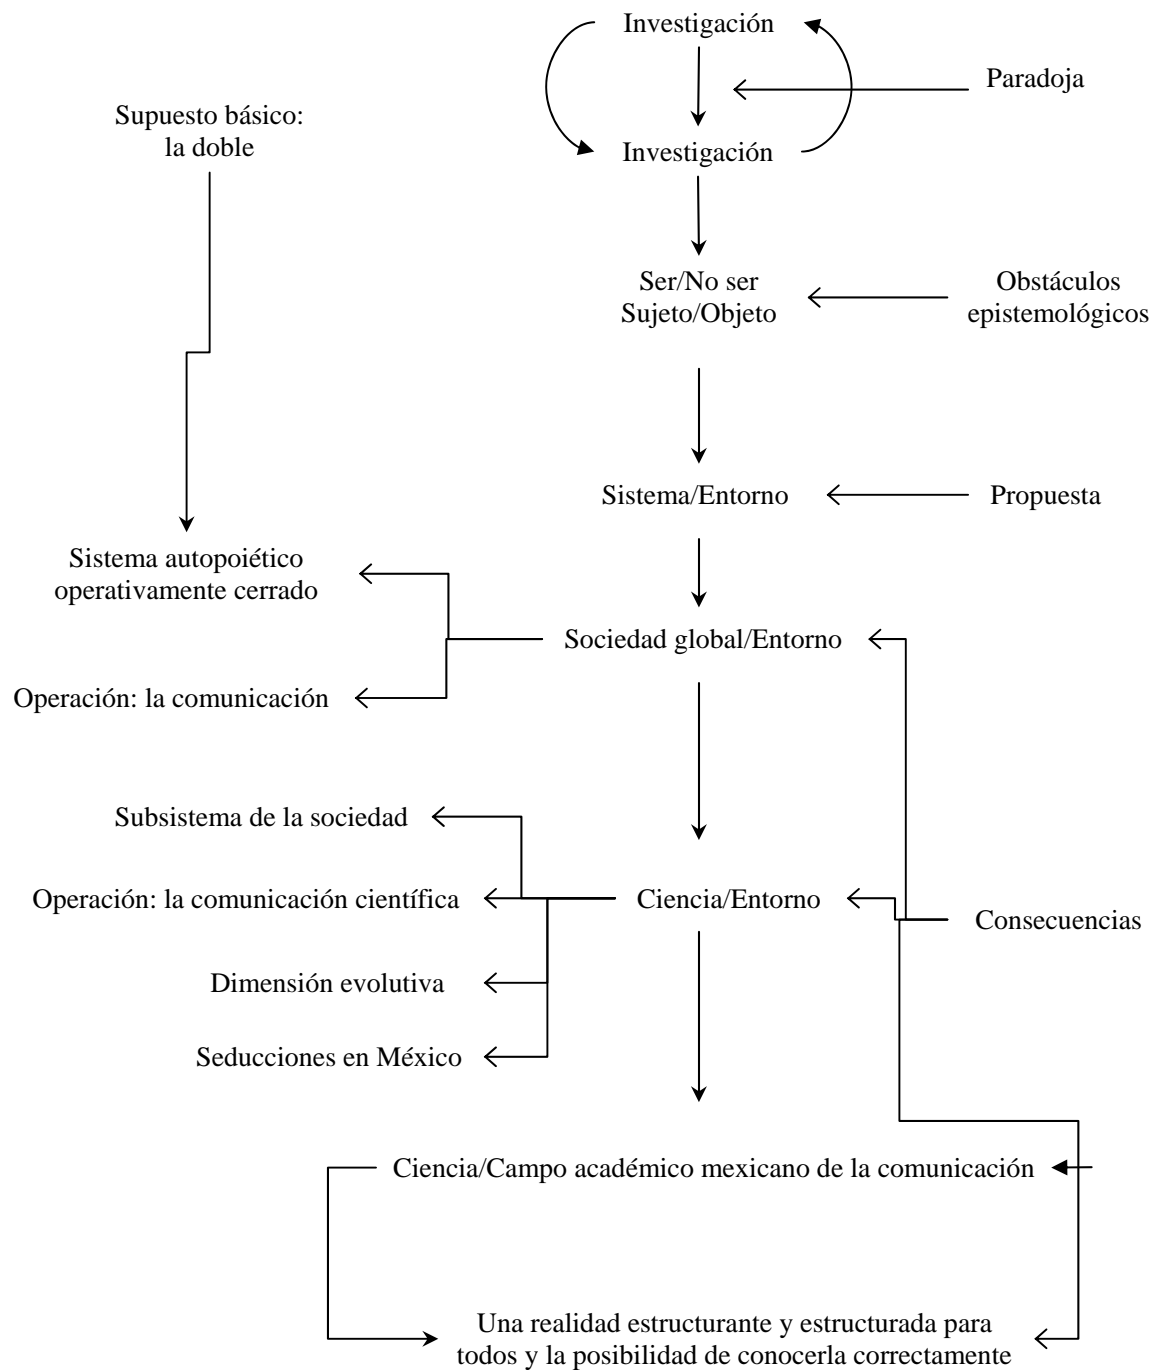 Investigación
Paradoja
Supuesto básico:
la doble
Investigación
Ser/No ser
Sujeto/Objeto
Obstáculos
epistemológicos
Sistema/Entorno
Propuesta
Sistema autopoiético
operativamente cerrado
Sociedad global/Entorno
Operación: la comunicación
Subsistema de la sociedad
Operación: la comunicación científica
Ciencia/Entorno
Consecuencias
Dimensión evolutiva
Seducciones en México
Ciencia/Campo académico mexicano de la comunicación
Una realidad estructurante y estructurada para
todos y la posibilidad de conocerla correctamente